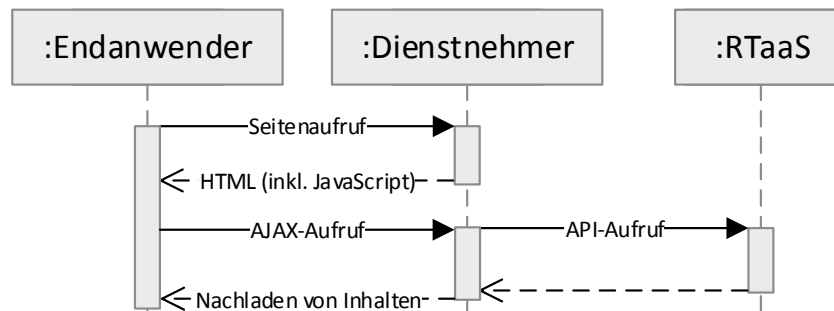 :Endanwender
:Dienstnehmer
:RTaaS
Seitenaufruf
HTML (inkl. JavaScript)
AJAX-Aufruf
API-Aufruf
Nachladen von Inhalten